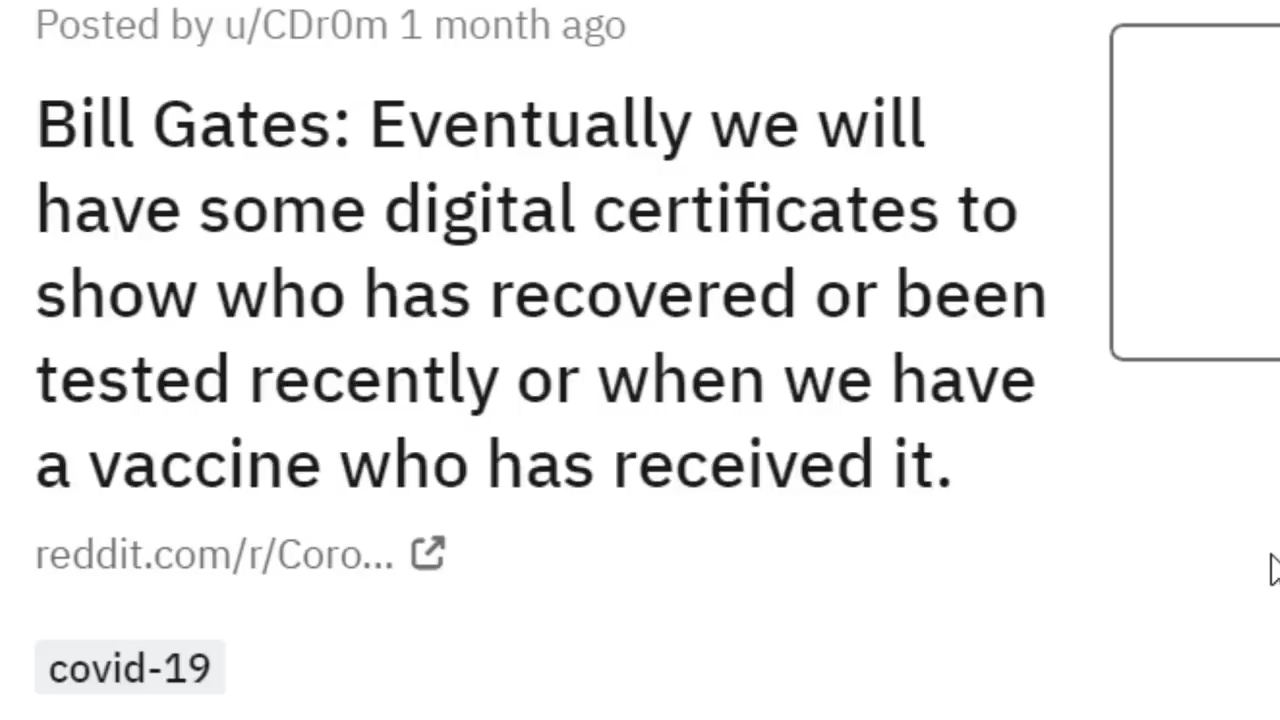 Posted by u/CDr0m 1 month ago
Bill Gates: Eventually we will
have some digital certificates to
show who has recovered or been
tested recently or when we have
a vaccine who has received it.
reddit.com/r/Coro...
covid-19